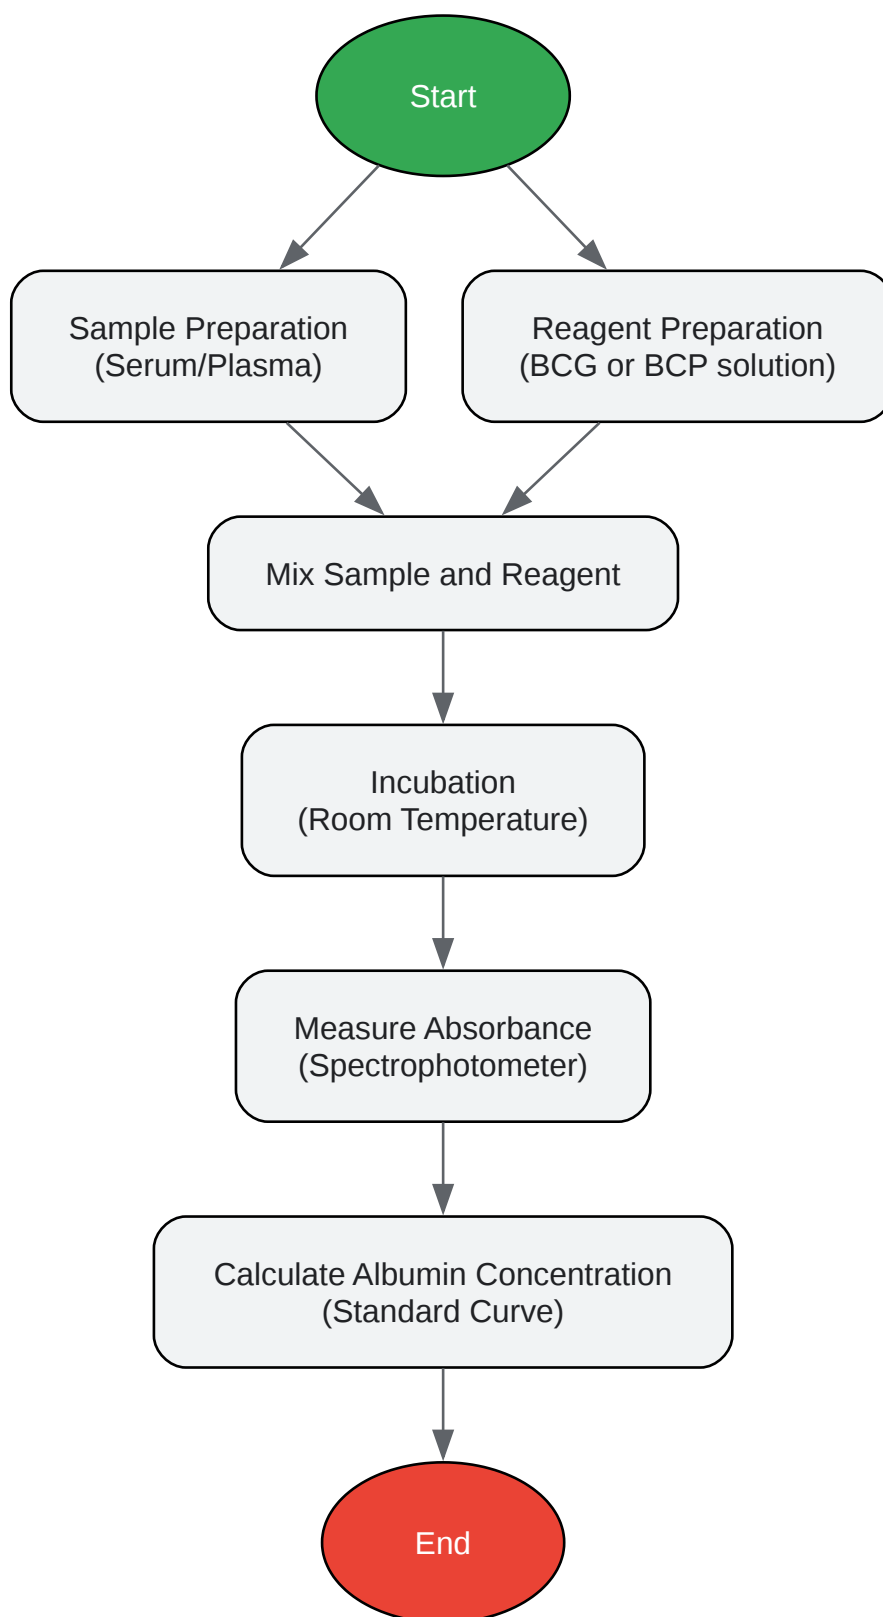 Start
Sample Preparation
(Serum/Plasma)
Reagent Preparation
(BCG or BCP solution)
Mix Sample and Reagent
Incubation
(Room Temperature)
Measure Absorbance
(Spectrophotometer)
Calculate Albumin Concentration
(Standard Curve)
End